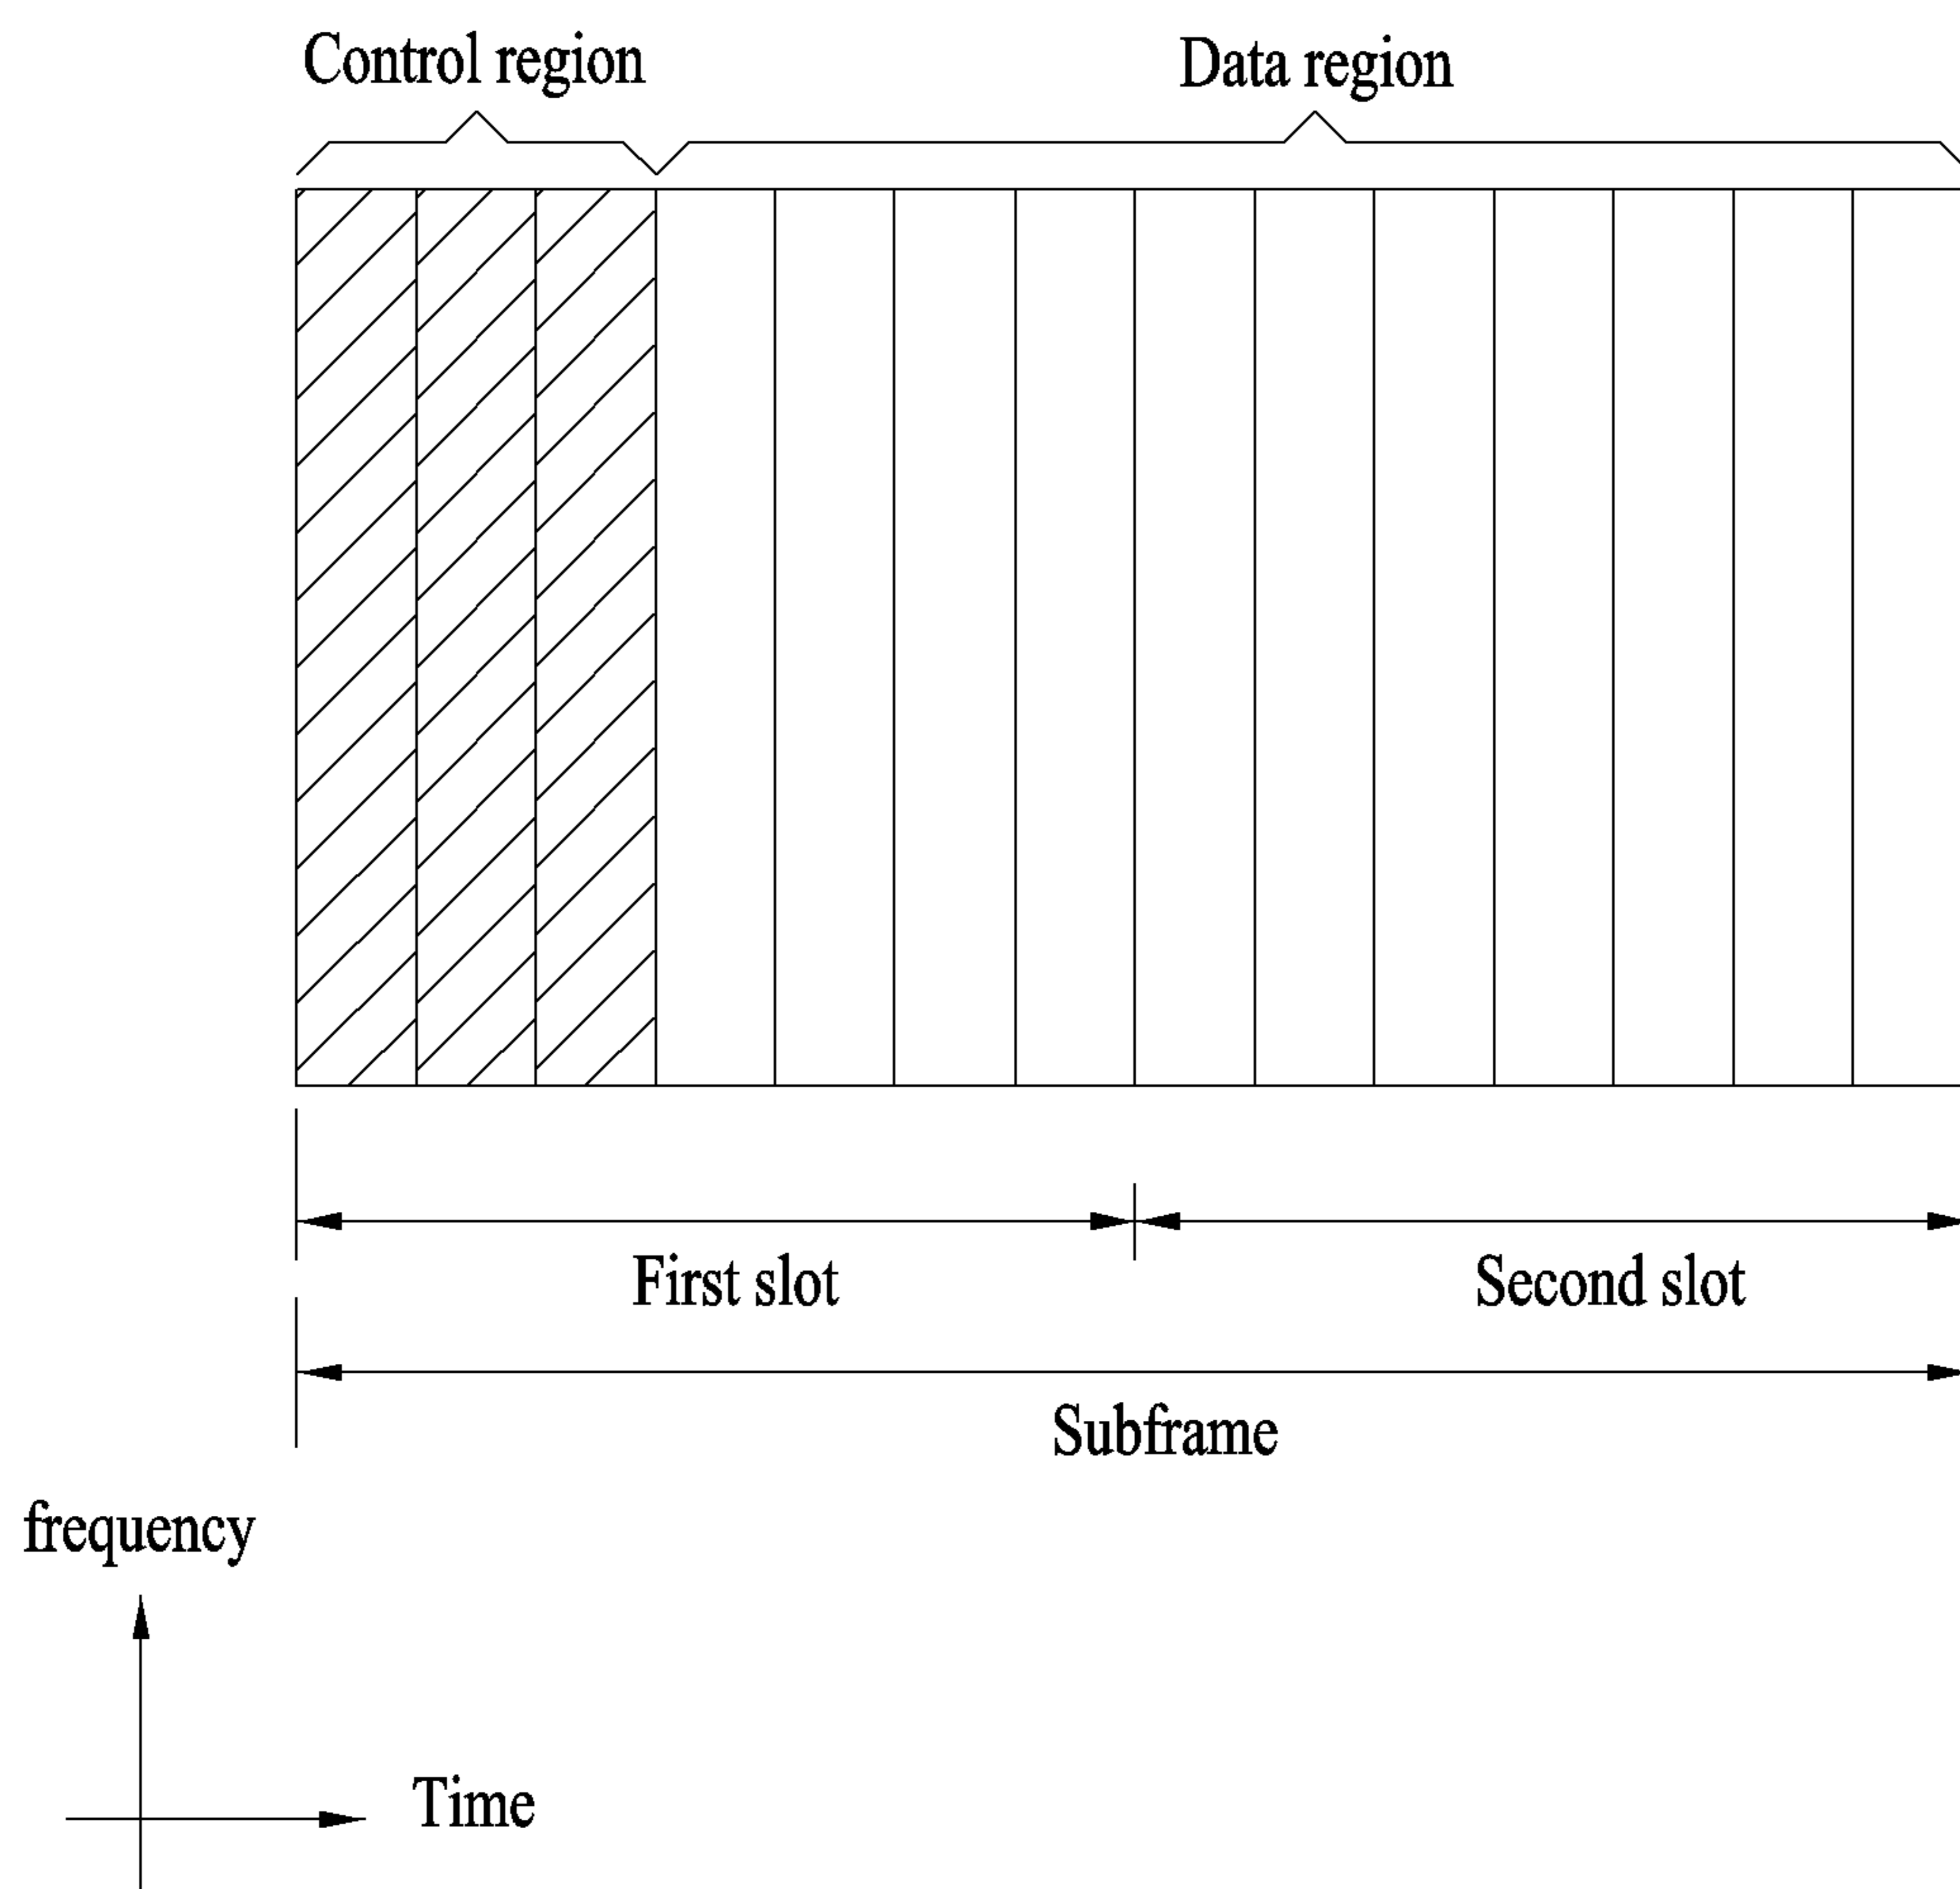 Control region
Data region
First slot
Second slot
Subframe
frequency
Time